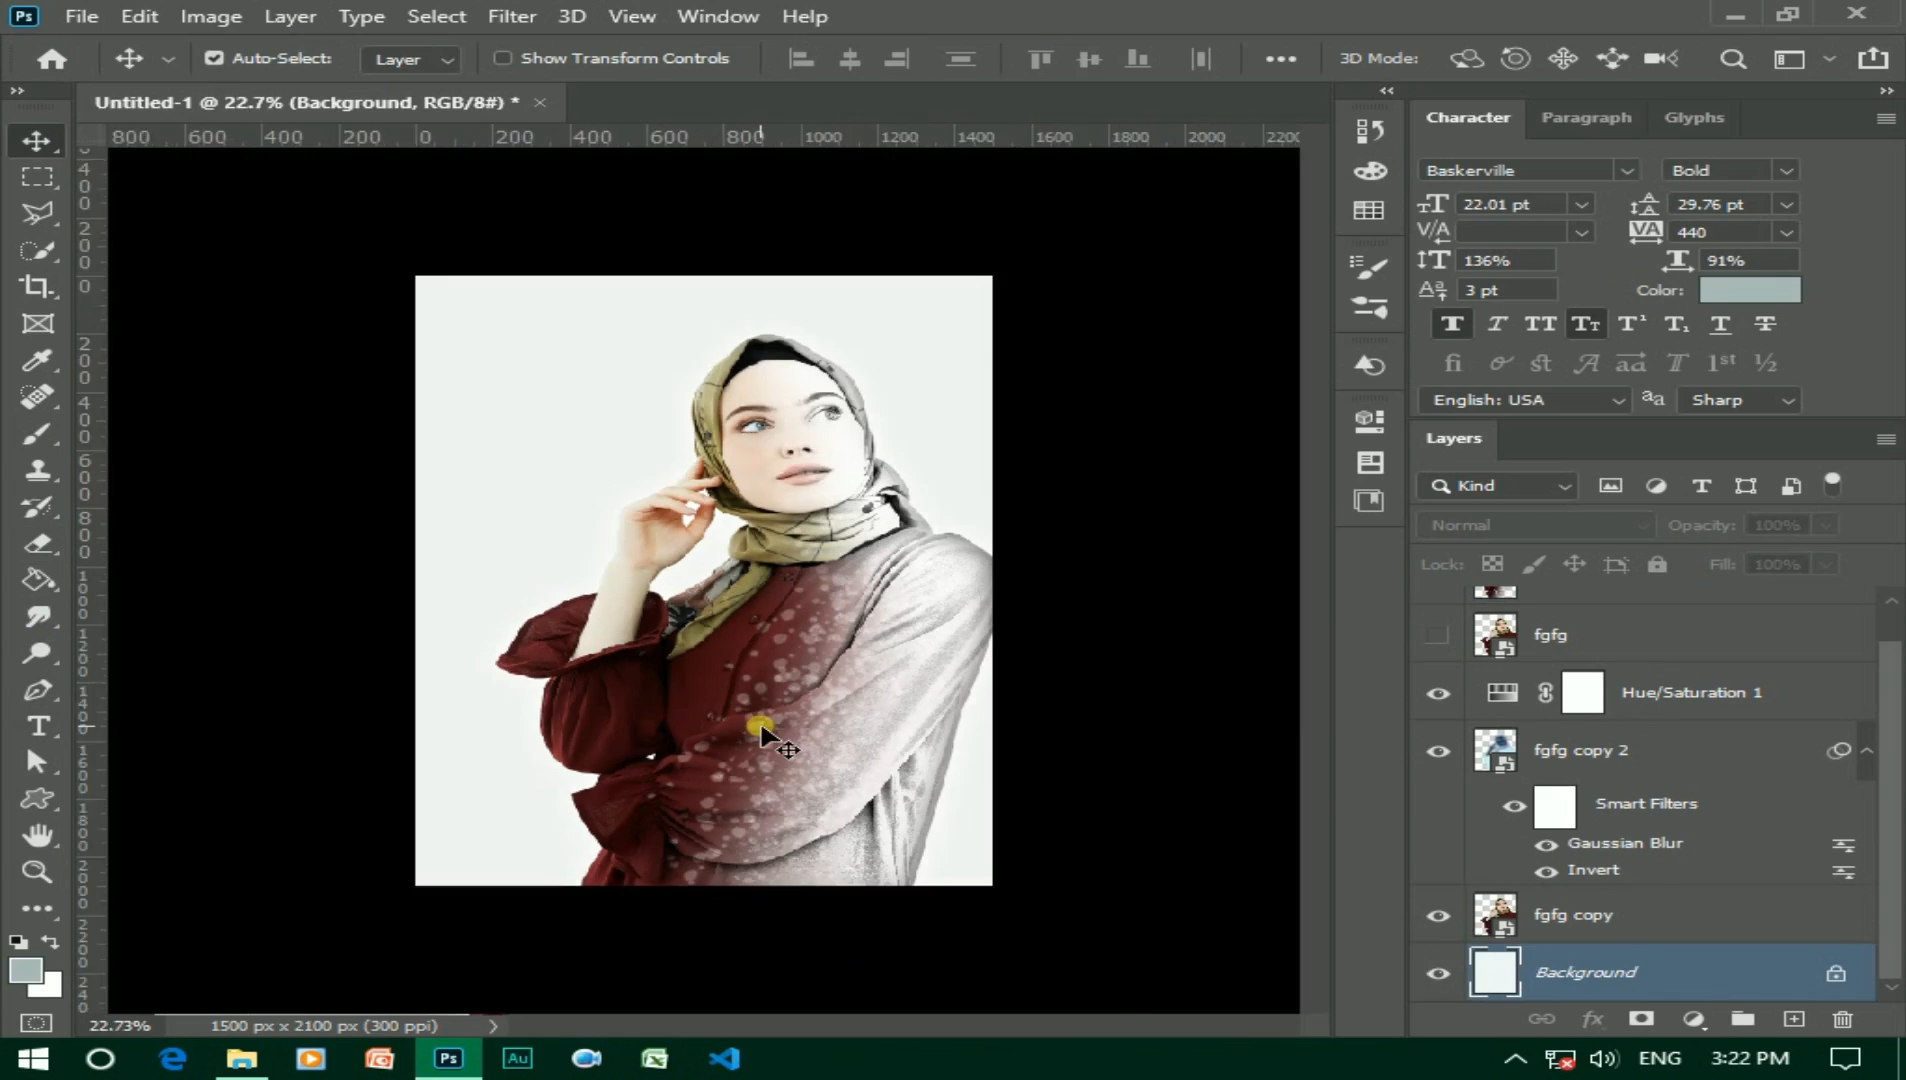 Ps File Edit Image Layer Type Select Filter 3D View Window Help
Auto-Select: Layer Show Transform Controls 3D Mode:
Untitled-1 @ 22.7% (Background, RGB/8#) *
800 600 400 200 0 200 400 600 800 1000 1200 1400 1600 1800 2000 2200
Character Paragraph Glyphs
Baskerville Bold
22.01 pt 29.76 pt
440
136% 91%
3 pt Color:
English: USA aa Sharp
Layers
Kind
Normal Opacity: 100%
Lock: Fill: 100%
fgfg
Hue/Saturation 1
fgfg copy 2
Smart Filters
Gaussian Blur
Invert
fgfg copy
Background
22.73% 1500 px x 2100 px (300 ppi)
Ps Au ENG 3:22 PM